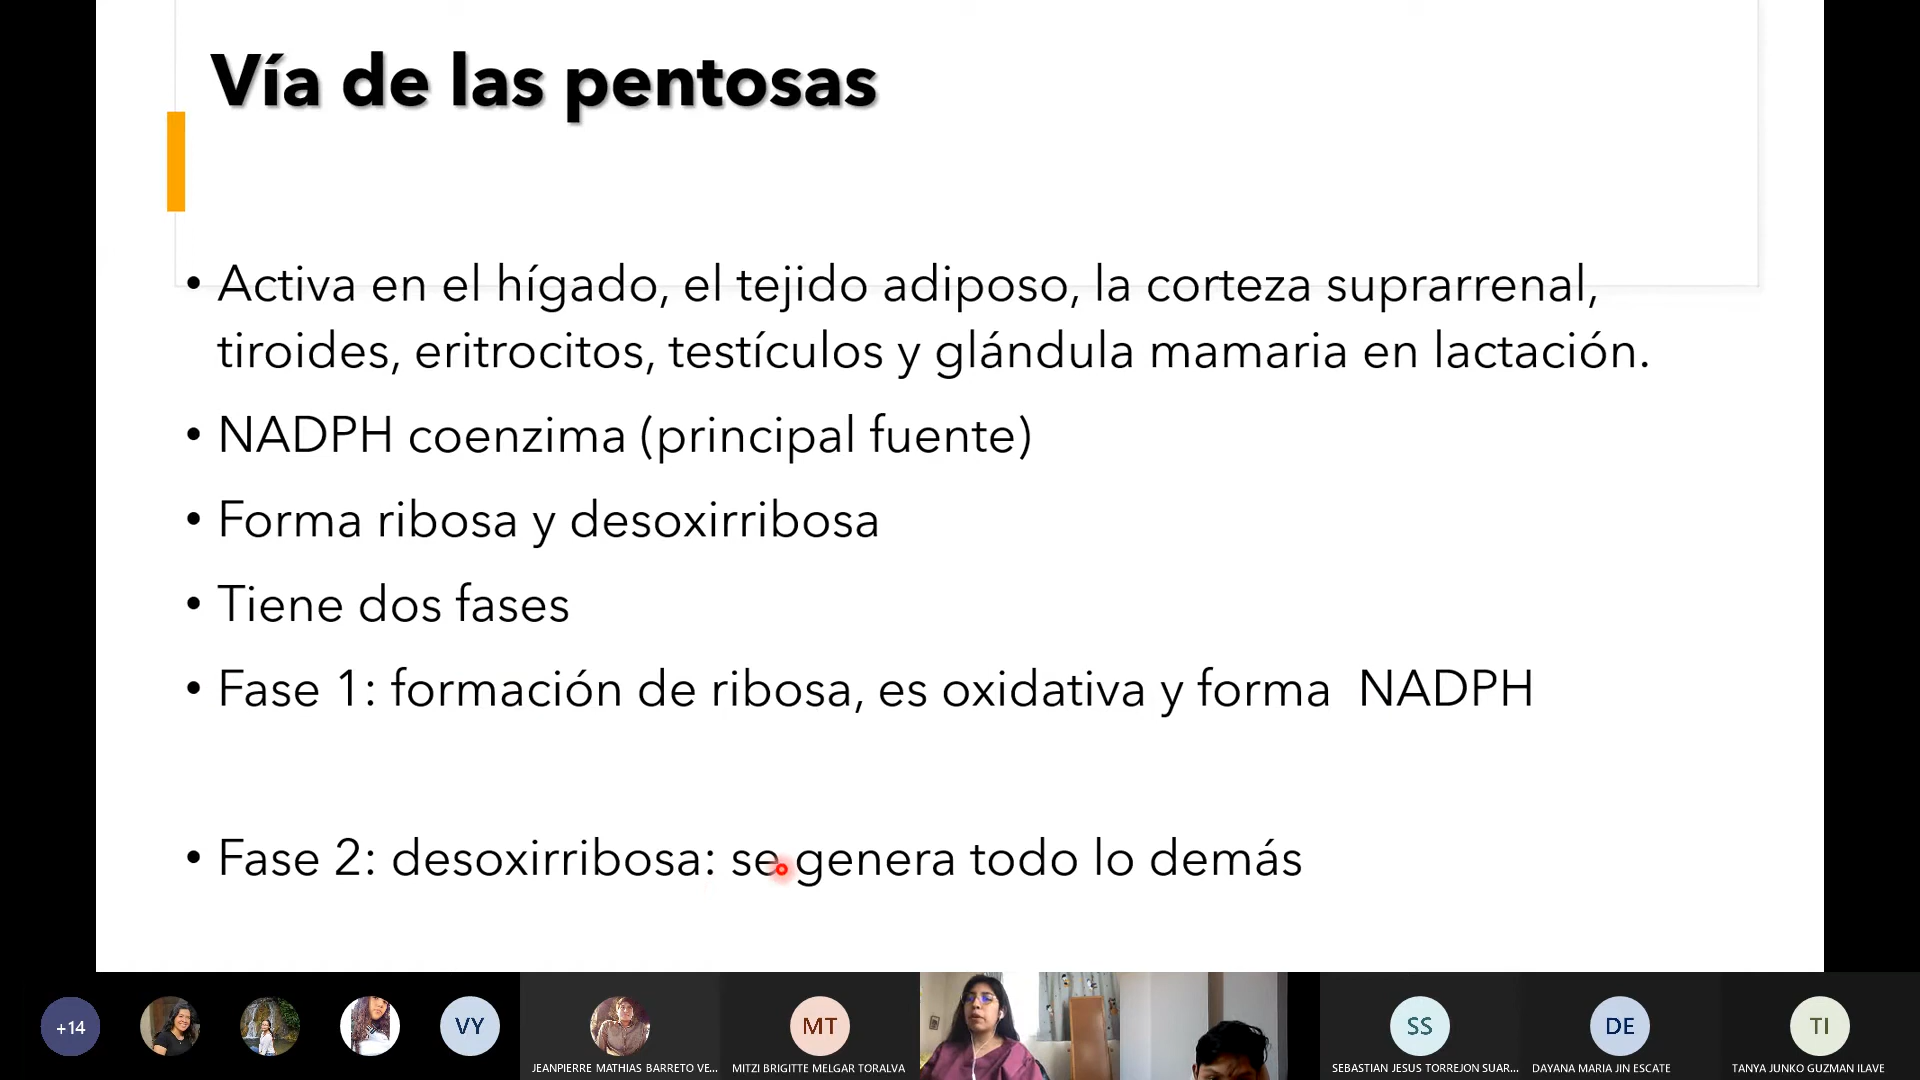 Vía de las pentosas
• Activa en el hígado, el tejido adiposo, la corteza suprarrenal,
tiroides, eritrocitos, testículos y glándula mamaria en lactación.
• NADPH coenzima (principal fuente)
• Forma ribosa y desoxirribosa
• Tiene dos fases
• Fase 1: formación de ribosa, es oxidativa y forma  NADPH
• Fase 2: desoxirribosa: se genera todo lo demás
+14
VY
MT
SS
DE
TI
JEANPIERRE MATHIAS BARRETO VE...
MITZI BRIGITTE MELGAR TORALVA
SEBASTIAN JESUS TORREJON SUAR...
DAYANA MARIA JIN ESCATE
TANYA JUNKO GUZMAN ILAVE